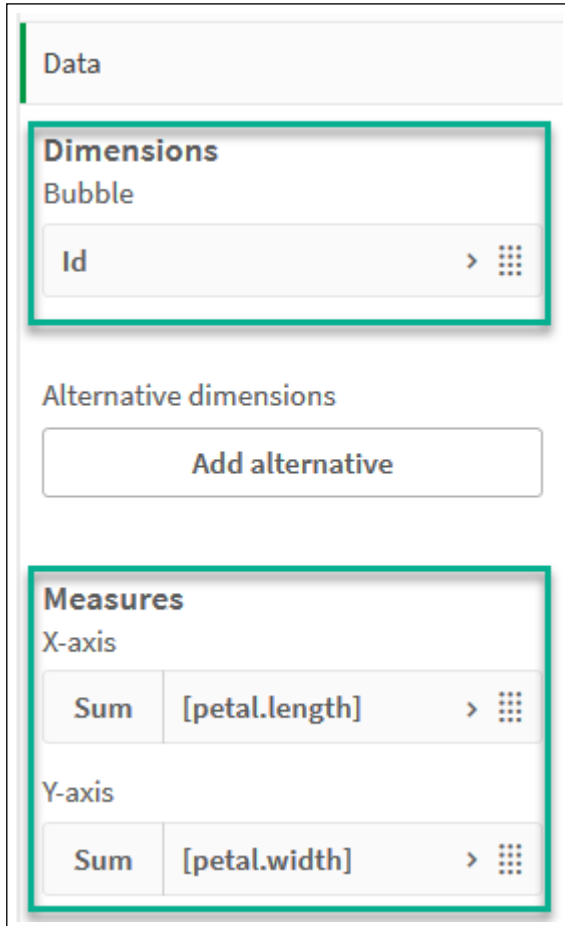 Data
Dimensions
Bubble
Id
Alternative dimensions
Add alternative
Measures
X-axis
Sum [petal.length]
Y-axis
Sum [petal.width]